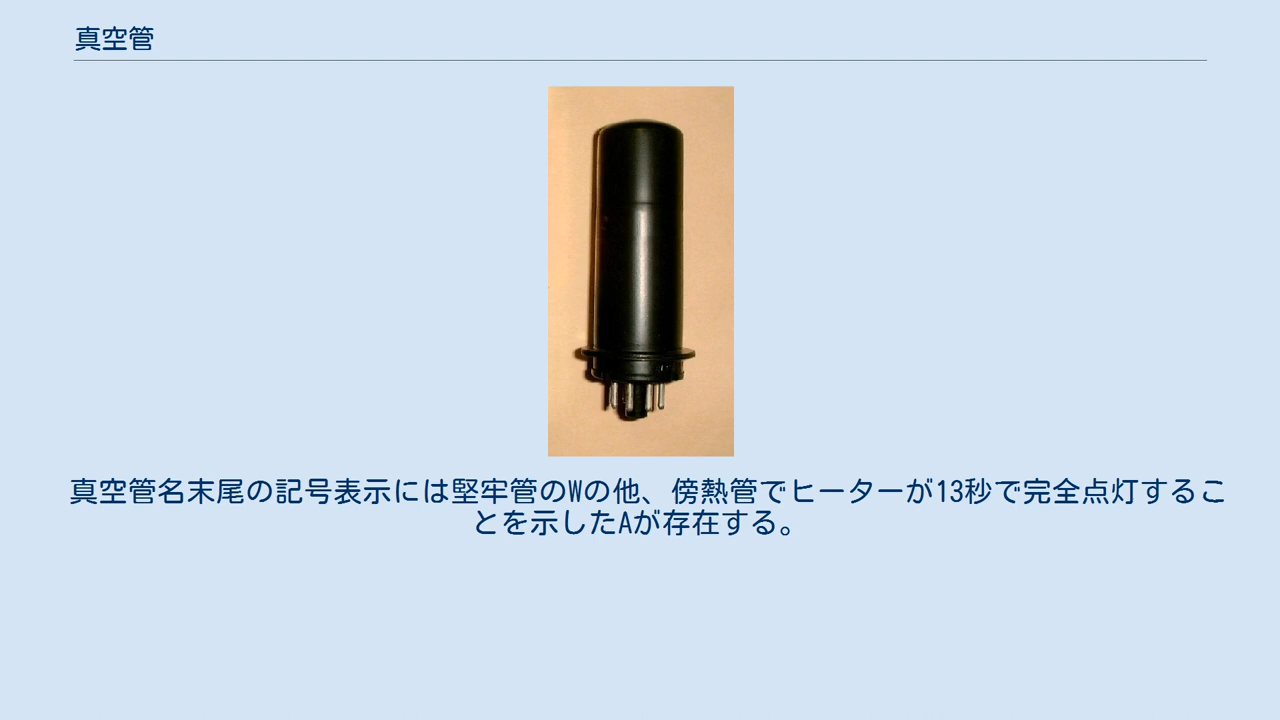 真空管
真空管名末尾の記号表示には堅牢管のWの他、傍熱管でヒーターが13秒で完全点灯するこ
とを示したAが存在する。